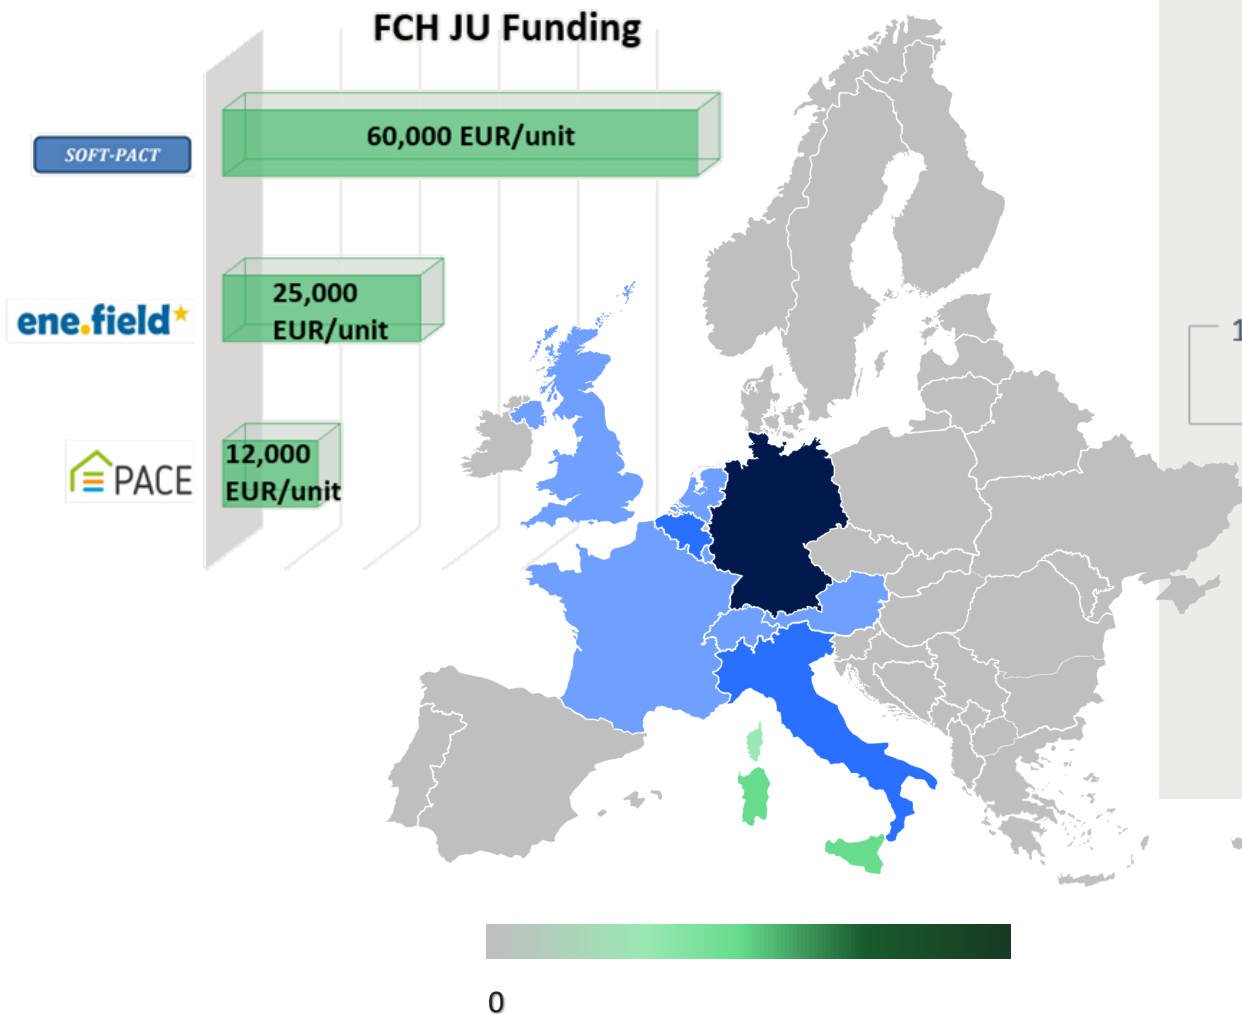 FCH JU Funding
SOFT-PACT
60,000 EUR/unit
ene.field
25,000
EUR/unit
PACE
12,000
EUR/unit
1
0